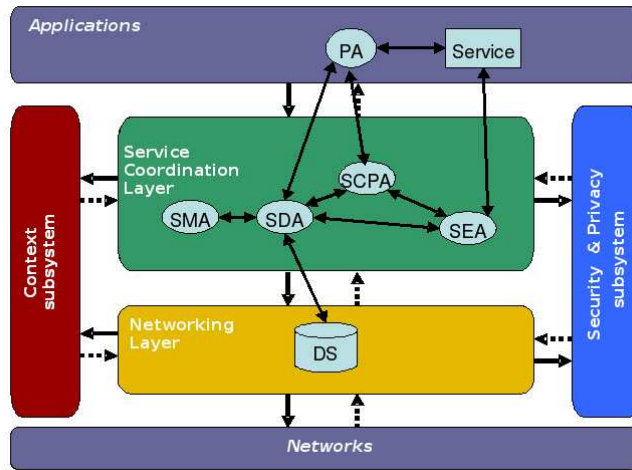 Applications
PA
Service
Service
Coordination
Layer
SCPA
SMA
SDA
SEA
Context
subsystem
Security & Privacy
subsystem
Networking
Layer
DS
Networks